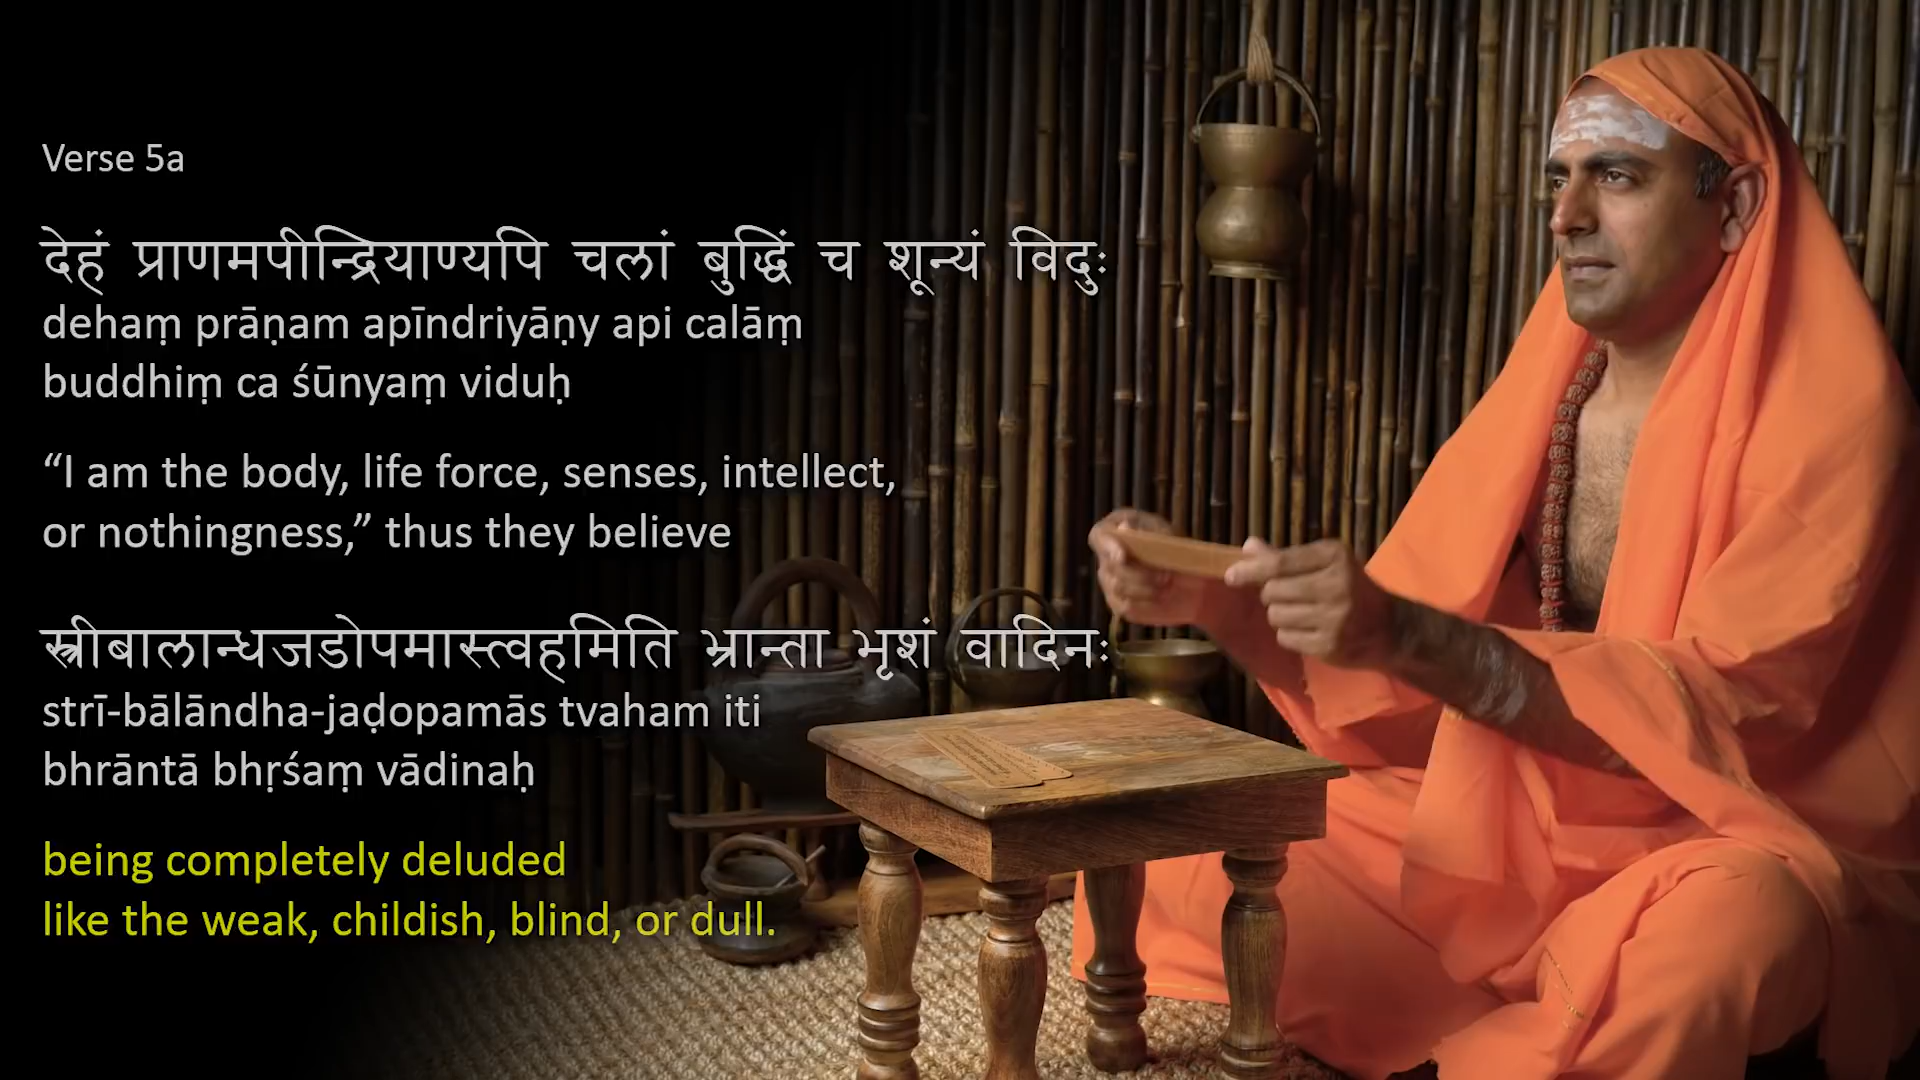 Verse 5a
देहं प्राणमपीन्द्रियाण्यपि चलां बुद्धिं च शून्यं विदुः
dehaṃ prāṇam apīndriyāṇy api calāṃ
buddhiṃ ca śūnyaṃ viduḥ
“I am the body, life force, senses, intellect,
or nothingness,” thus they believe
स्त्रीबालान्धजडोपमास्त्वहमिति भ्रान्ता भृशं वादिनः
strī-bālāndha-jaḍopamās tvaham iti
bhrāntā bhṛśaṃ vādinaḥ
being completely deluded
like the weak, childish, blind, or dull.